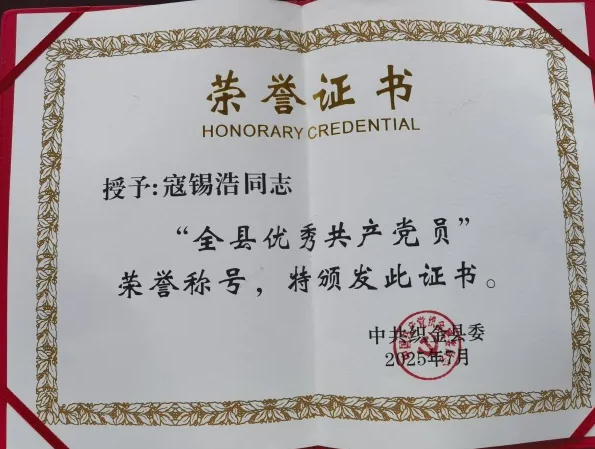 荣誉证书
HONORARY CREDENTIAL
授予:寇锡浩同志
“全县优秀共产党员”
荣誉称号，特颁发此证书。
中共织金县委
2025年7月